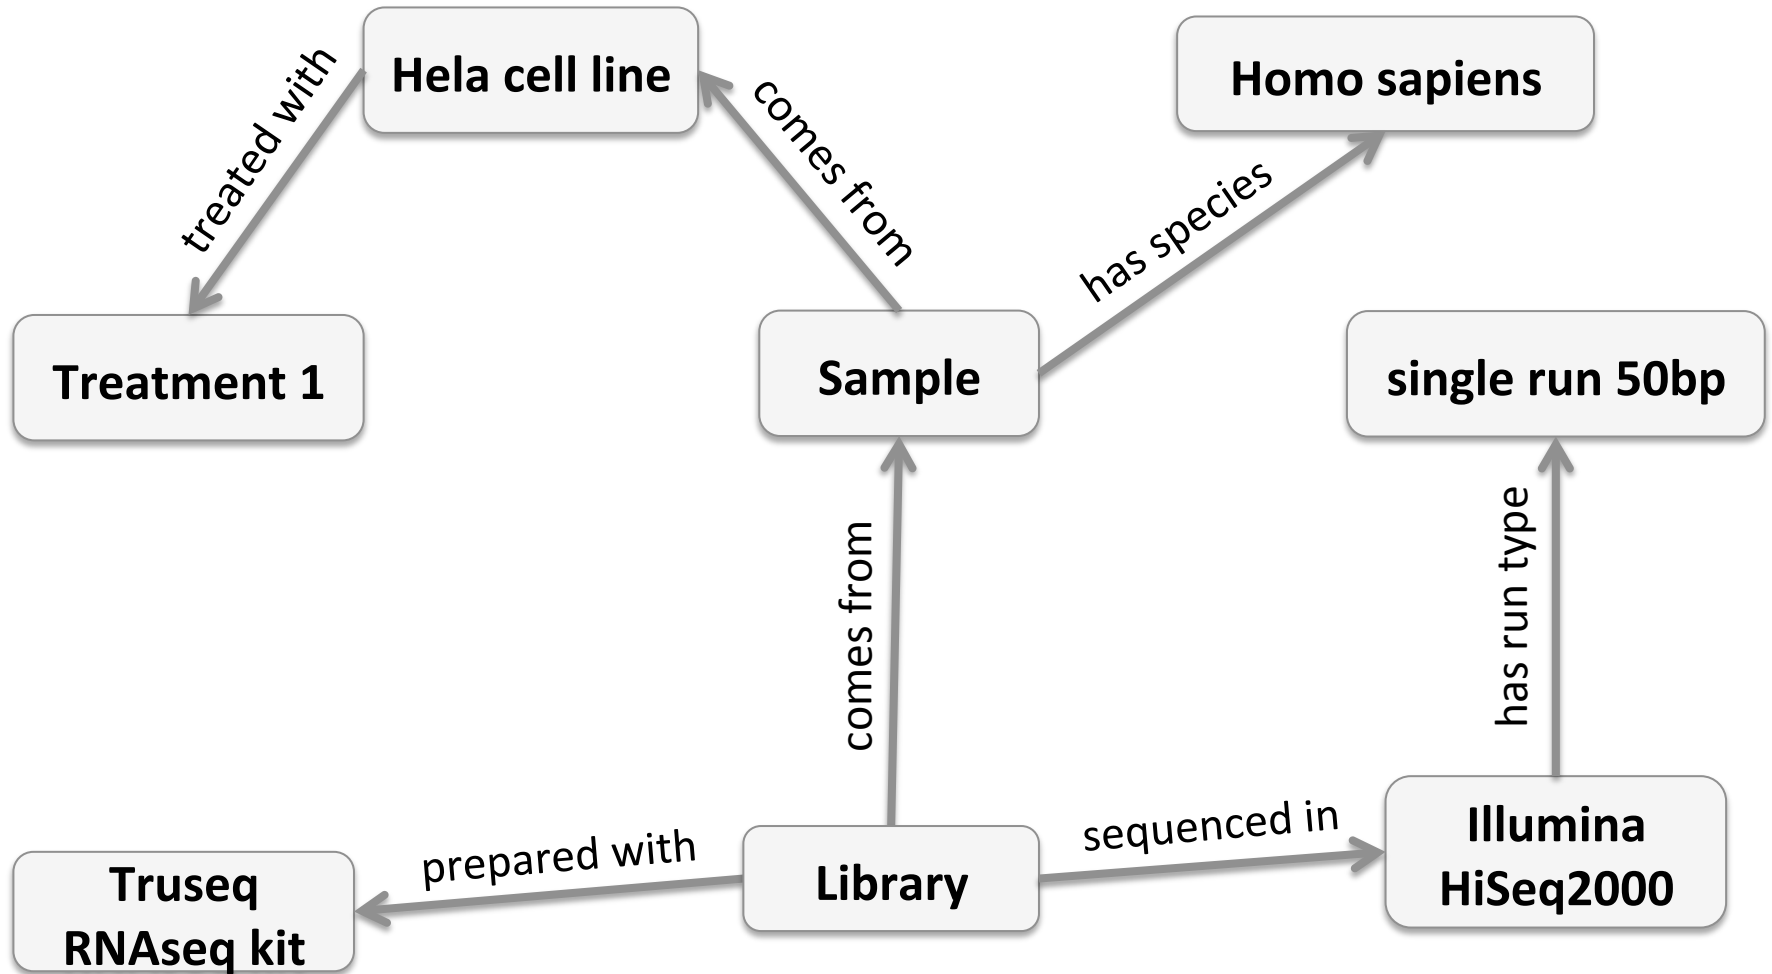 Hela cell line
Homo sapiens
treated with
comes from
has species
Treatment 1
Sample
single run 50bp
comes from
has run type
prepared with
sequenced in
Truseq
RNAseq kit
Library
Illumina
HiSeq2000